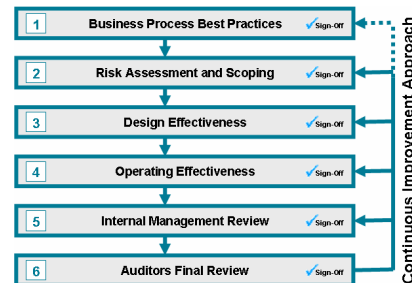 1 Business Process Best Practices Sign-Off
2 Risk Assessment and Scoping Sign-Off
3 Design Effectiveness Sign-Off
4 Operating Effectiveness Sign-Off
5 Internal Management Review Sign-Off
6 Auditors Final Review Sign-Off
Continuous Improvement Approach